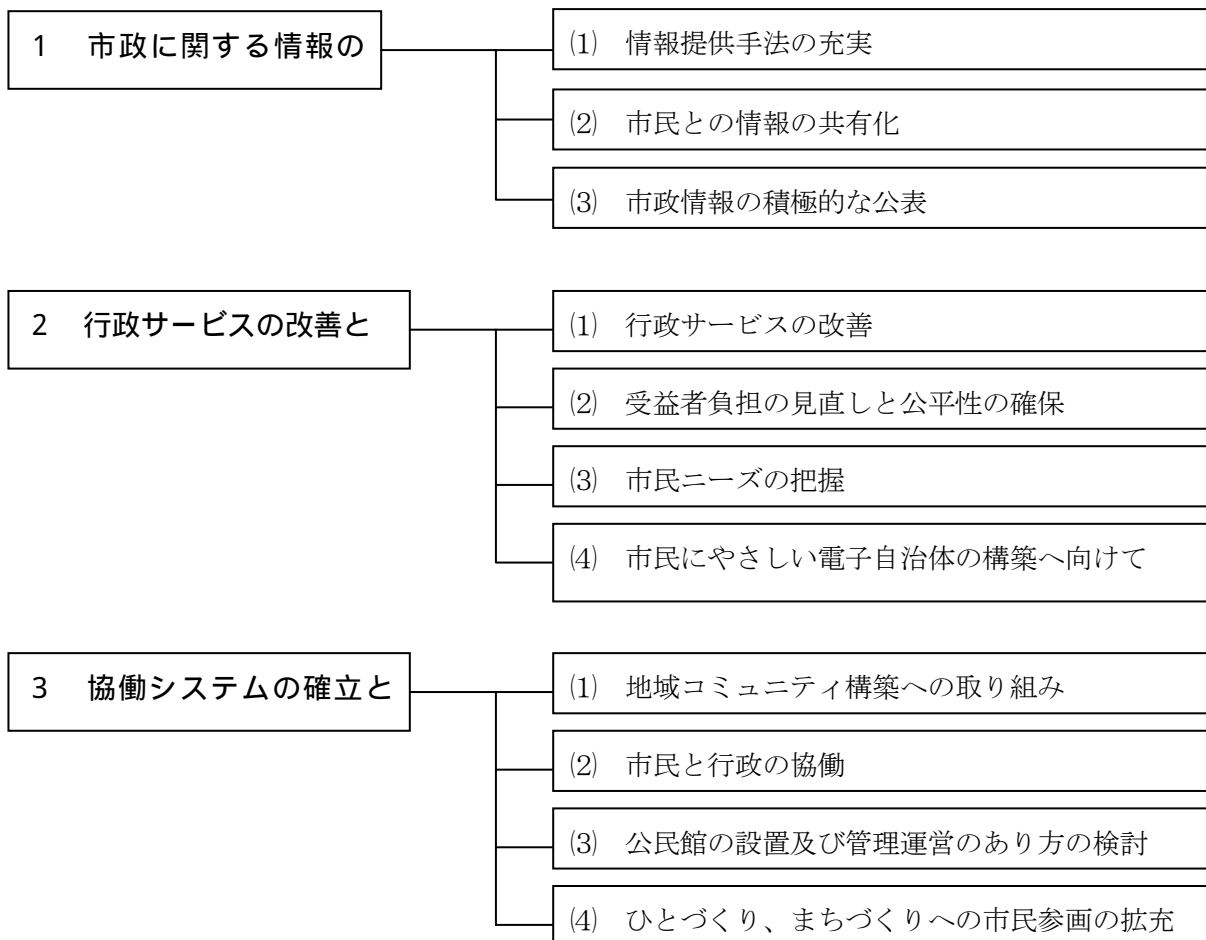 1 市政に関する情報の
⑴ 情報提供手法の充実
⑵ 市民との情報の共有化
⑶ 市政情報の積極的な公表
2 行政サービスの改善と
⑴ 行政サービスの改善
⑵ 受益者負担の見直しと公平性の確保
⑶ 市民ニーズの把握
⑷ 市民にやさしい電子自治体の構築へ向けて
3 協働システムの確立と
⑴ 地域コミュニティ構築への取り組み
⑵ 市民と行政の協働
⑶ 公民館の設置及び管理運営のあり方の検討
⑷ ひとづくり、まちづくりへの市民参画の拡充